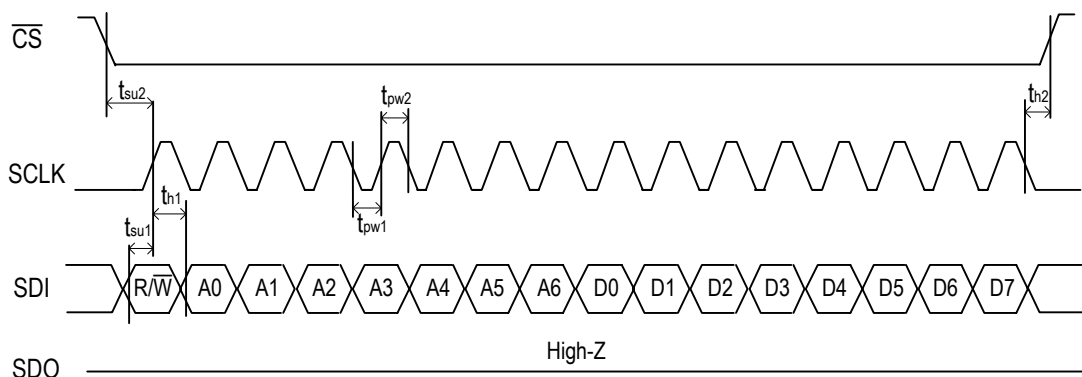 CS
tsu2
tpw2
th2
SCLK
th1
tpw1
tsu1
SDI R/W A0 A1 A2 A3 A4 A5 A6 D0 D1 D2 D3 D4 D5 D6 D7
High-Z
SDO